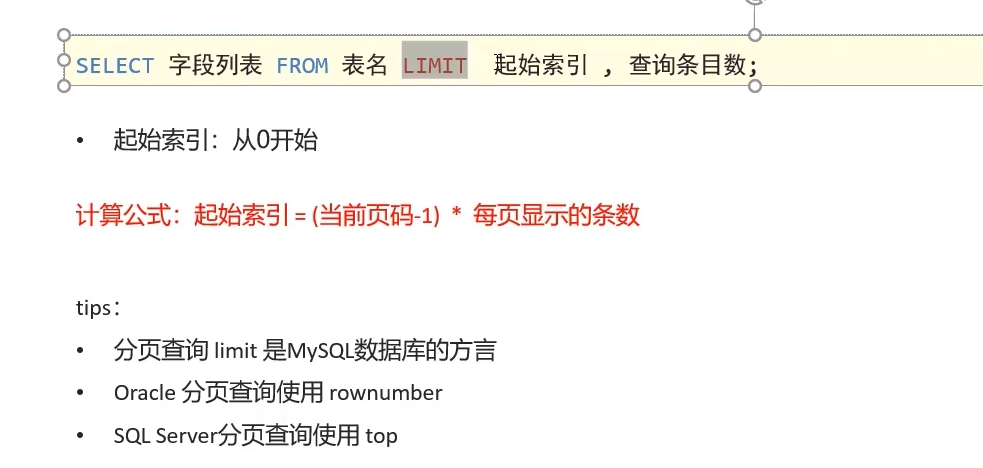 SELECT 字段列表 FROM 表名 LIMIT 起始索引 , 查询条目数;
• 起始索引：从0开始
计算公式：起始索引 = (当前页码-1) * 每页显示的条数
tips：
• 分页查询 limit 是MySQL数据库的方言
• Oracle 分页查询使用 rownumber
• SQL Server分页查询使用 top